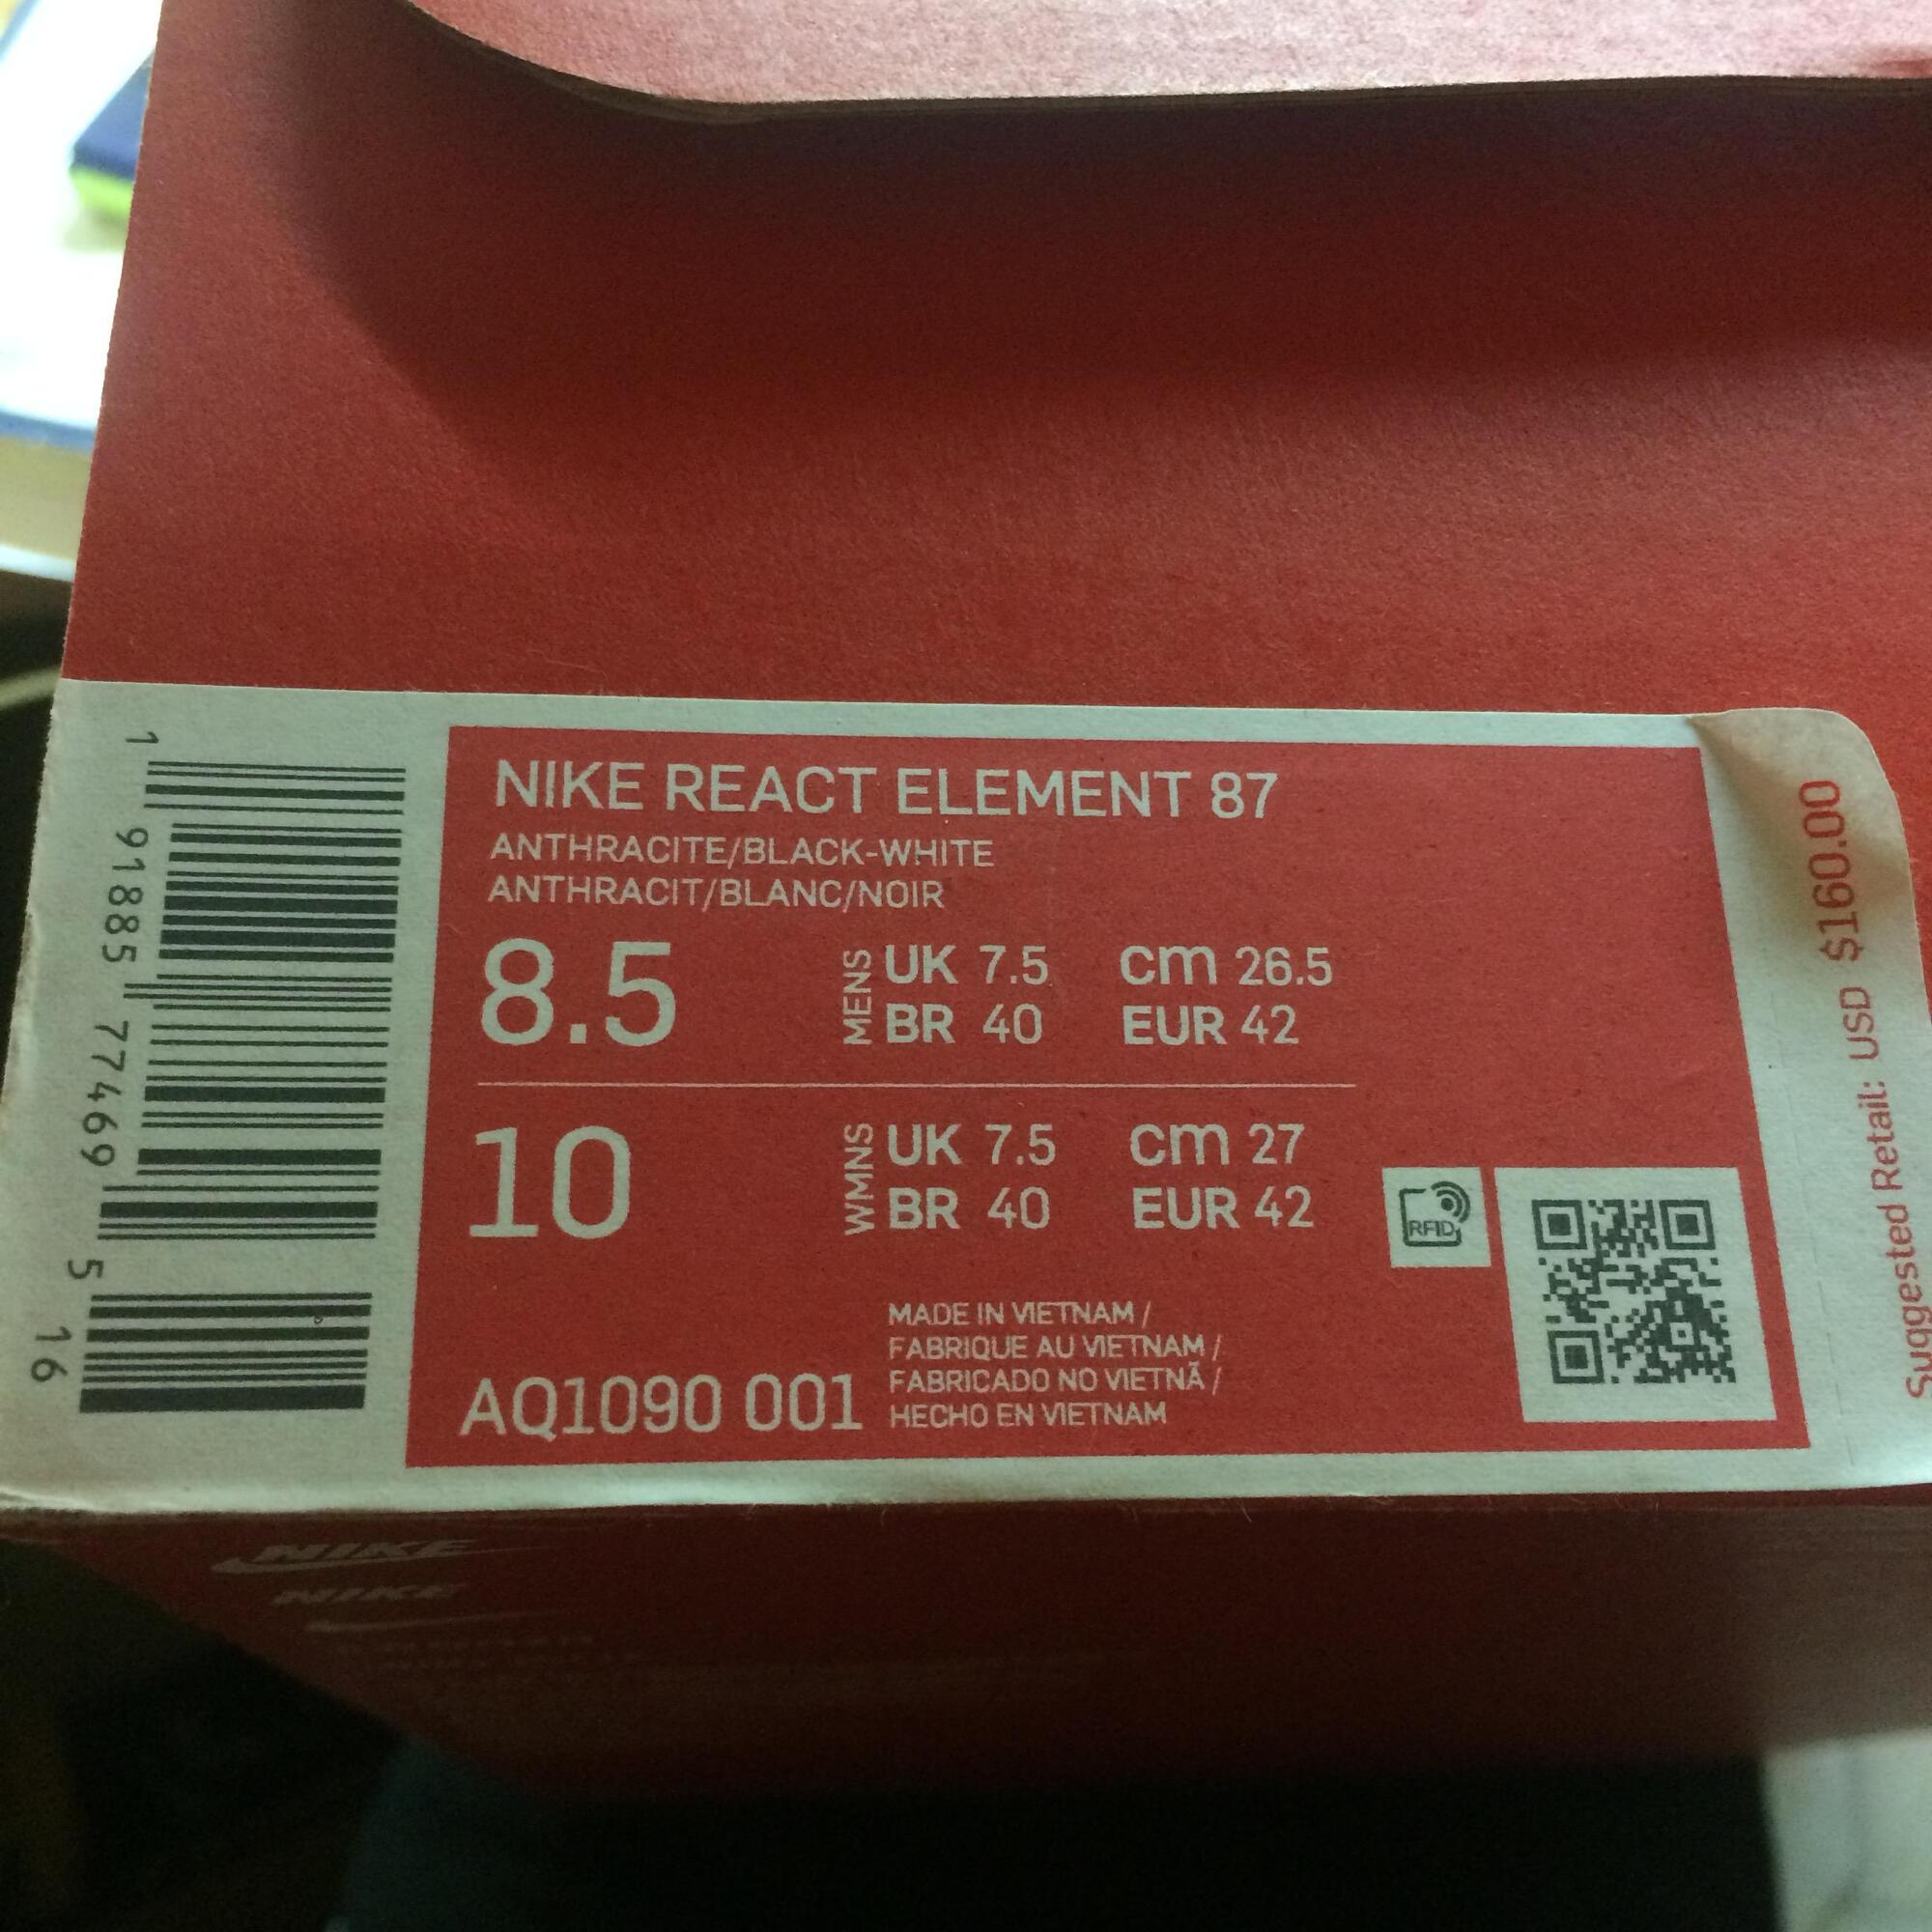 NIKE REACT ELEMENT 87
ANTHRACITE/BLACK-WHITE
ANTHRACIT/BLANC/NOIR
8.5 MENS UK 7.5 cm 26.5
BR 40 EUR 42
10 WMNS UK 7.5 cm 27
BR 40 EUR 42
RFID
MADE IN VIETNAM /
FABRIQUE AU VIETNAM /
FABRICADO NO VIETNÃ /
HECHO EN VIETNAM
AQ1090 001
1 91885 77469 5 16
Suggested Retail: USD $160.00
NIKE
NIKE